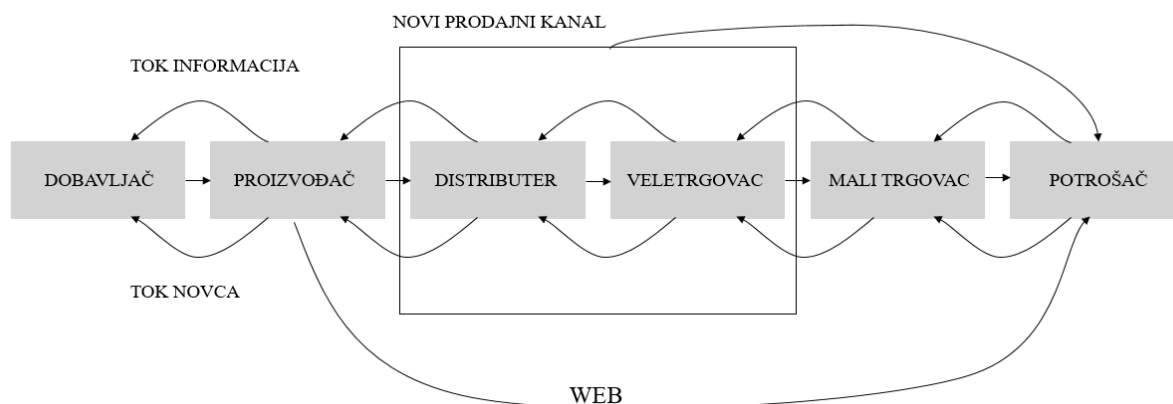 NOVI PRODAJNI KANAL
TOK INFORMACIJA
DOBAVLJAČ
PROIZVOĐAČ
DISTRIBUTER
VELETRGOVAC
MALI TRGOVAC
POTROŠAČ
TOK NOVCA
WEB